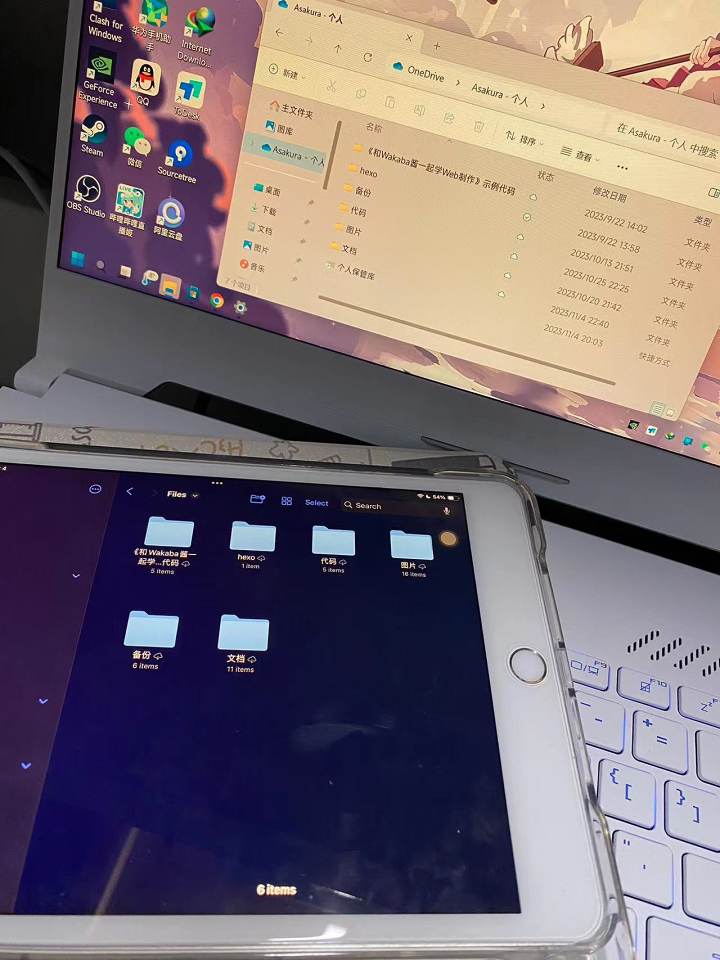 Clash for
Windows
华为手机助
手
Internet
Downlo...
GeForce
Experience
QQ
ToDesk
Steam
微信
Sourcetree
OBS Studio
哔哩哔哩直
播姬
阿里云盘
Asakura - 个人
OneDrive
Asakura - 个人
在 Asakura - 个人 中搜索
新建
排序
查看
主文件夹
图库
Asakura - 个人
桌面
下载
文档
图片
音乐
7 个项目
名称
状态
修改日期
类型
《和Wakaba酱一起学Web制作》示例代码
2023/9/22 14:02
文件夹
hexo
2023/9/22 13:58
文件夹
备份
2023/10/13 21:51
文件夹
代码
2023/10/25 22:25
文件夹
图片
2023/10/20 21:42
文件夹
文档
2023/11/4 22:40
文件夹
个人保管库
2023/11/4 20:03
快捷方式
Files
Select
Search
54%
《和 Wakaba 酱一
起学...代码
5 items
hexo
1 item
代码
5 items
图片
16 items
备份
6 items
文档
11 items
6 items
F9
F10
Z
+
=
{
[
}
]
"
'